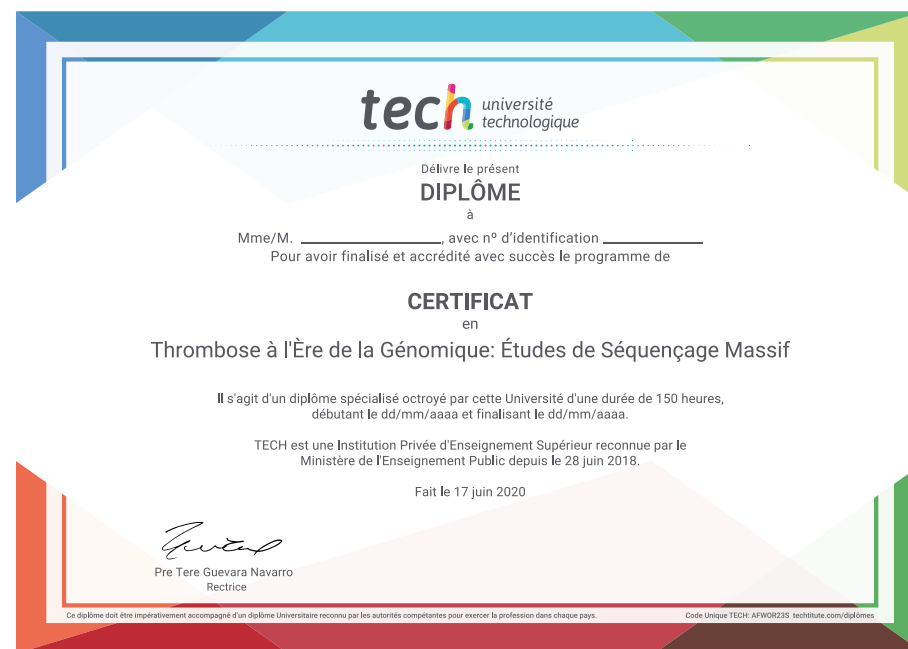 tech université
technologique
Délivre le présent
DIPLÔME
à
Mme/M. ____________________, avec nº d'identification ______________
Pour avoir finalisé et accrédité avec succès le programme de
CERTIFICAT
en
Thrombose à l'Ère de la Génomique: Études de Séquençage Massif
Il s'agit d'un diplôme spécialisé octroyé par cette Université d'une durée de 150 heures,
débutant le dd/mm/aaaa et finalisant le dd/mm/aaaa.
TECH est une Institution Privée d'Enseignement Supérieur reconnue par le
Ministère de l'Enseignement Public depuis le 28 juin 2018.
Fait le 17 juin 2020
Pre Tere Guevara Navarro
Rectrice
Ce diplôme doit être impérativement accompagné d'un diplôme Universitaire reconnu par les autorités compétentes pour exercer la profession dans chaque pays. Code Unique TECH: AFWOR23S techtitute.com/diplômes